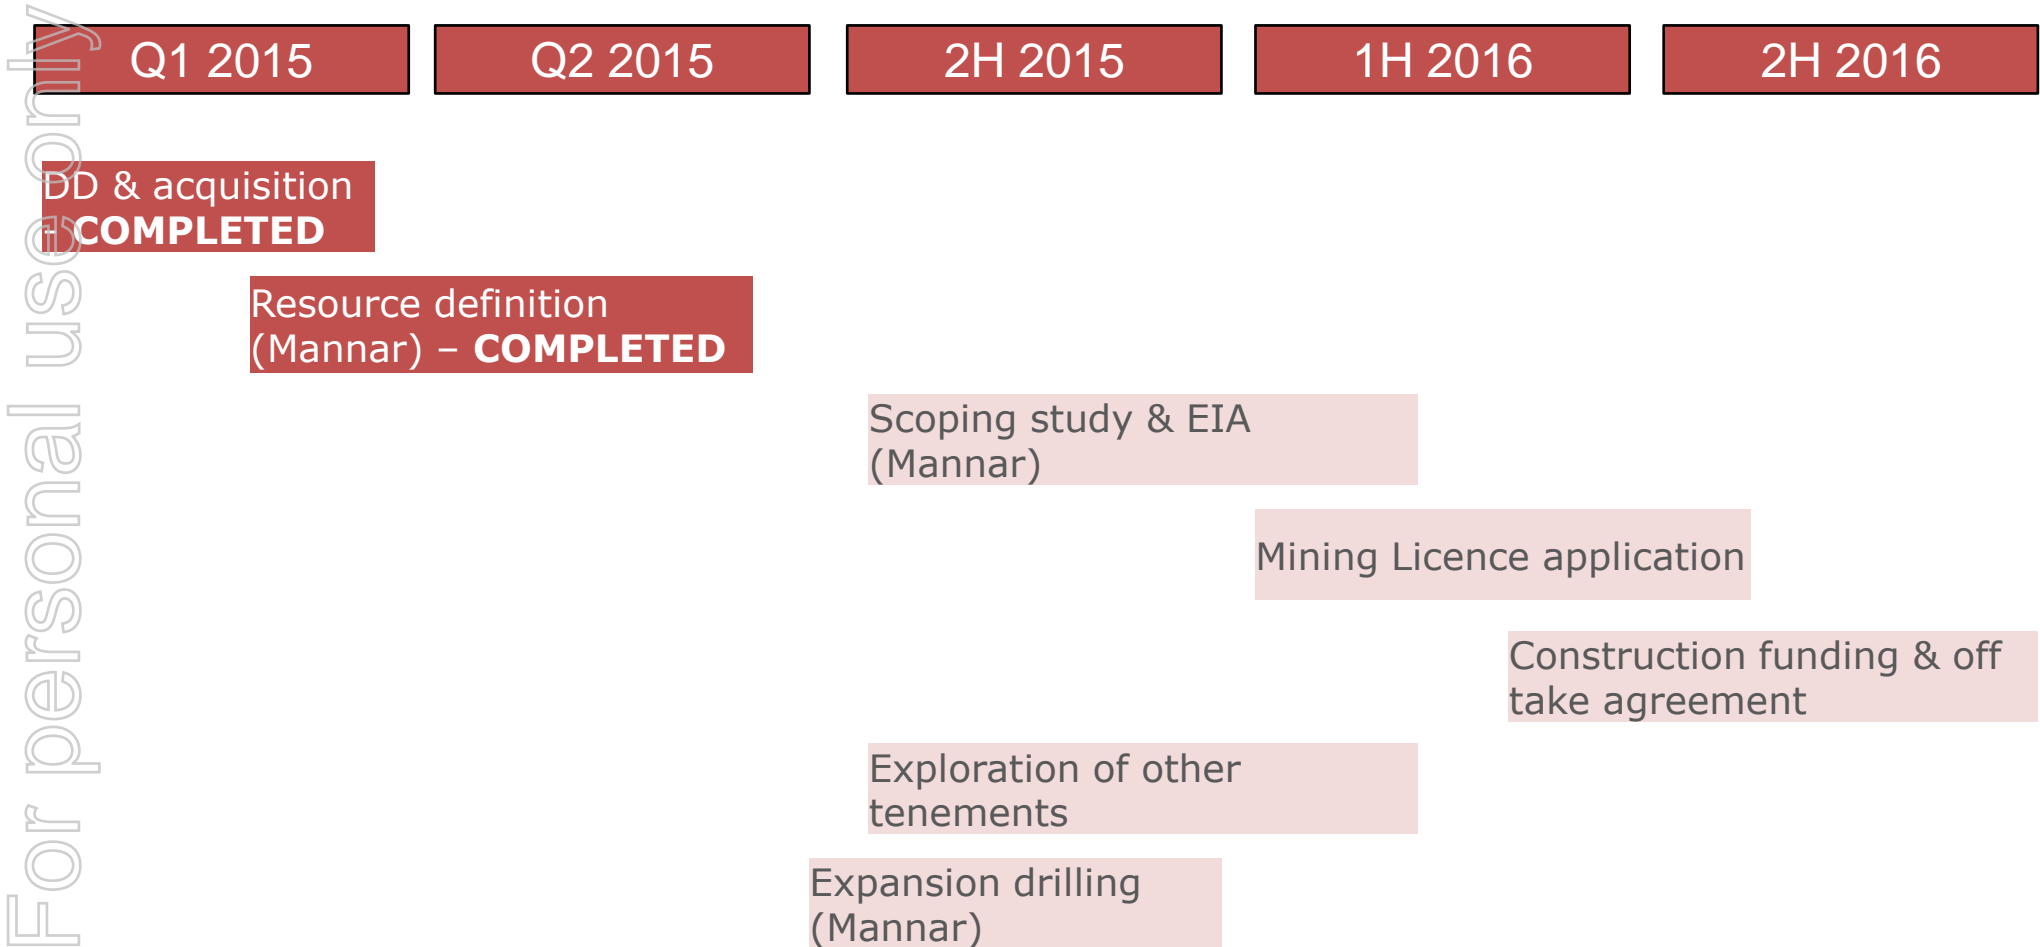 Q1 2015
Q2 2015
2H 2015
1H 2016
2H 2016
DD & acquisition
- COMPLETED
Resource definition
(Mannar) – COMPLETED
Scoping study & EIA
(Mannar)
Mining Licence application
Construction funding & off
take agreement
Exploration of other
tenements
Expansion drilling
(Mannar)
For personal use only